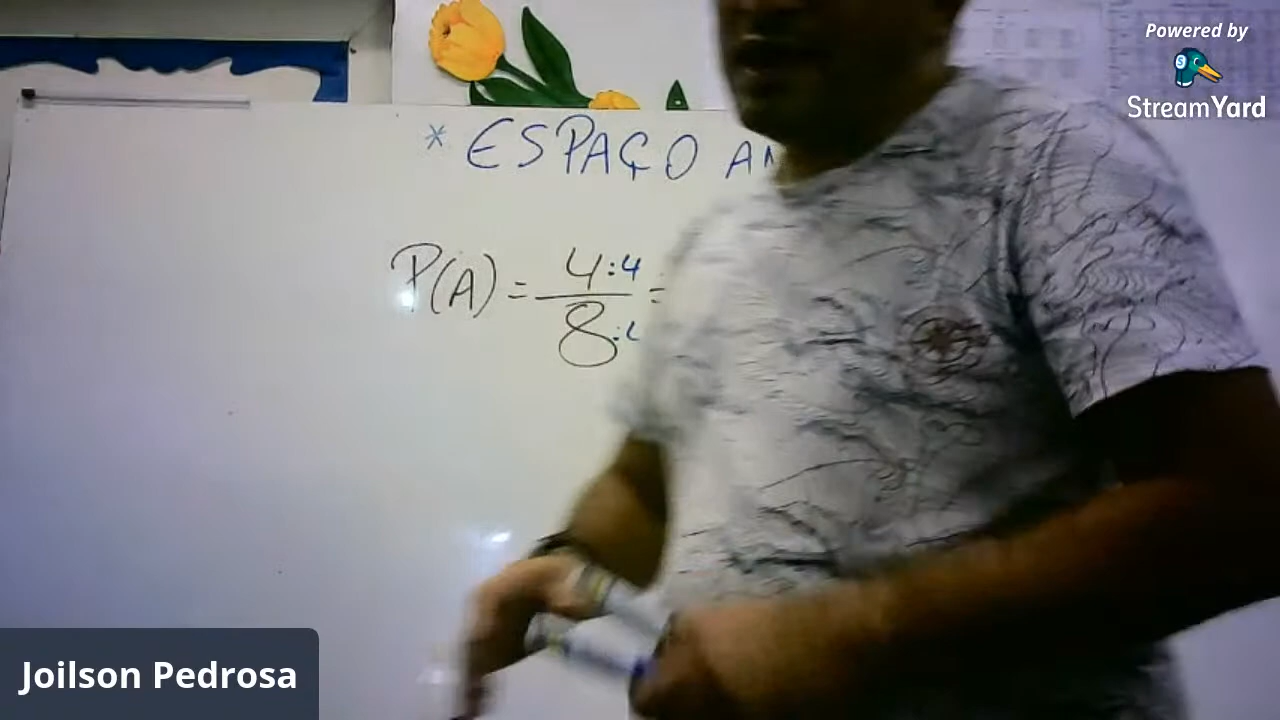 Powered by
StreamYard
* ESPAÇO
P(A) = 4:4 =
8:
Joilson Pedrosa